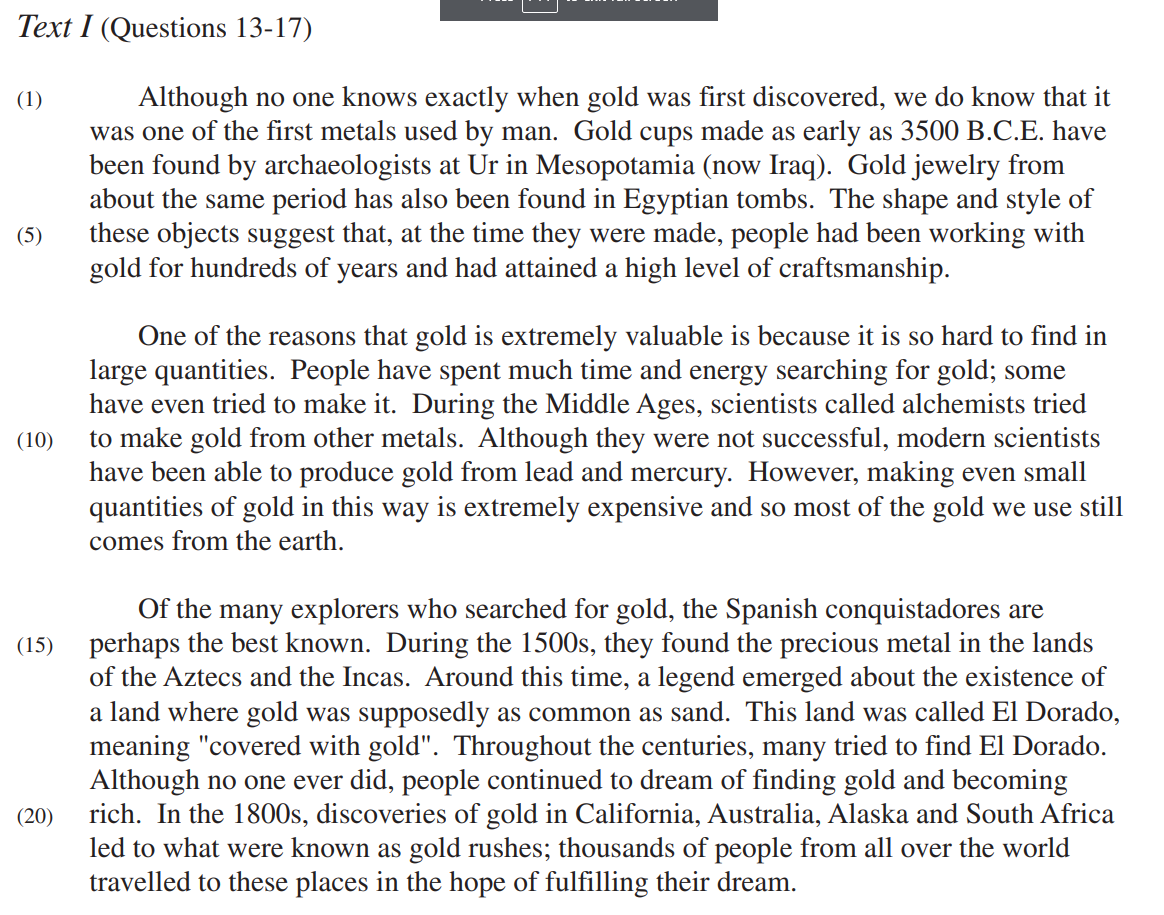 Text I (Questions 13-17)
(1) Although no one knows exactly when gold was first discovered, we do know that it
was one of the first metals used by man. Gold cups made as early as 3500 B.C.E. have
been found by archaeologists at Ur in Mesopotamia (now Iraq). Gold jewelry from
about the same period has also been found in Egyptian tombs. The shape and style of
(5) these objects suggest that, at the time they were made, people had been working with
gold for hundreds of years and had attained a high level of craftsmanship.
One of the reasons that gold is extremely valuable is because it is so hard to find in
large quantities. People have spent much time and energy searching for gold; some
have even tried to make it. During the Middle Ages, scientists called alchemists tried
(10) to make gold from other metals. Although they were not successful, modern scientists
have been able to produce gold from lead and mercury. However, making even small
quantities of gold in this way is extremely expensive and so most of the gold we use still
comes from the earth.
Of the many explorers who searched for gold, the Spanish conquistadores are
(15) perhaps the best known. During the 1500s, they found the precious metal in the lands
of the Aztecs and the Incas. Around this time, a legend emerged about the existence of
a land where gold was supposedly as common as sand. This land was called El Dorado,
meaning "covered with gold". Throughout the centuries, many tried to find El Dorado.
Although no one ever did, people continued to dream of finding gold and becoming
(20) rich. In the 1800s, discoveries of gold in California, Australia, Alaska and South Africa
led to what were known as gold rushes; thousands of people from all over the world
travelled to these places in the hope of fulfilling their dream.